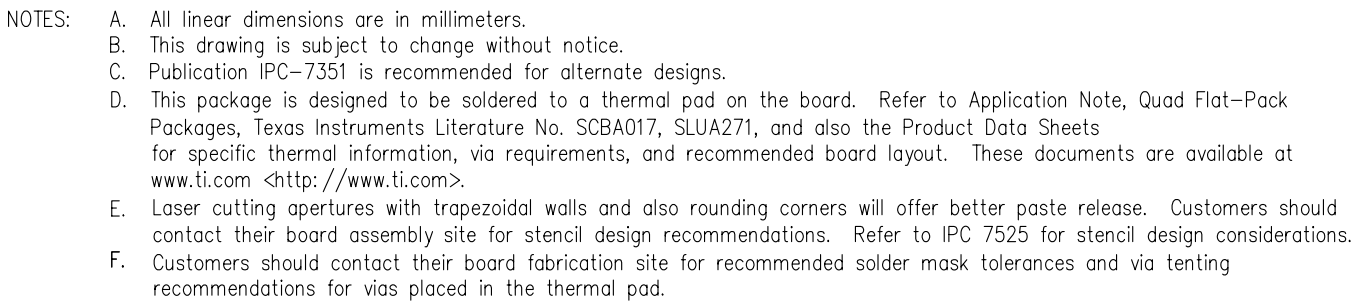 NOTES: A. All linear dimensions are in millimeters.
B. This drawing is subject to change without notice.
C. Publication IPC-7351 is recommended for alternate designs.
D. This package is designed to be soldered to a thermal pad on the board. Refer to Application Note, Quad Flat-Pack
Packages, Texas Instruments Literature No. SCBA017, SLUA271, and also the Product Data Sheets
for specific thermal information, via requirements, and recommended board layout. These documents are available at
www.ti.com <http://www.ti.com>.
E. Laser cutting apertures with trapezoidal walls and also rounding corners will offer better paste release. Customers should
contact their board assembly site for stencil design recommendations. Refer to IPC 7525 for stencil design considerations.
F. Customers should contact their board fabrication site for recommended solder mask tolerances and via tenting
recommendations for vias placed in the thermal pad.